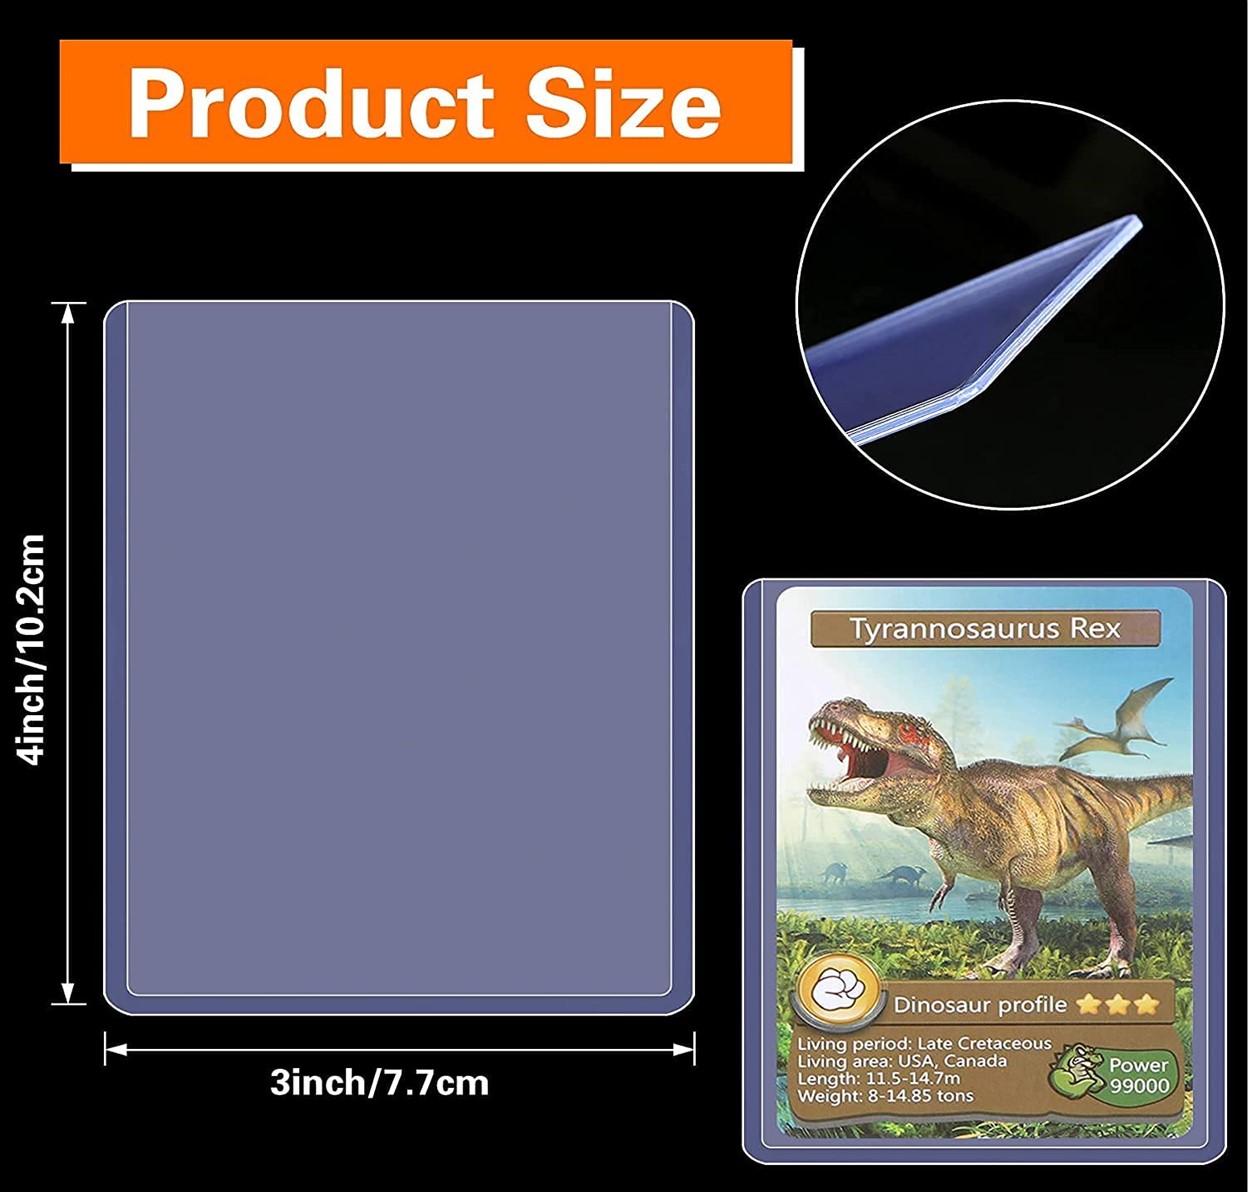 Product Size
4inch/10.2cm
3inch/7.7cm
Tyrannosaurus Rex
Dinosaur profile
Living period: Late Cretaceous
Living area: USA, Canada
Length: 11.5-14.7m
Weight: 8-14.85 tons
Power
99000